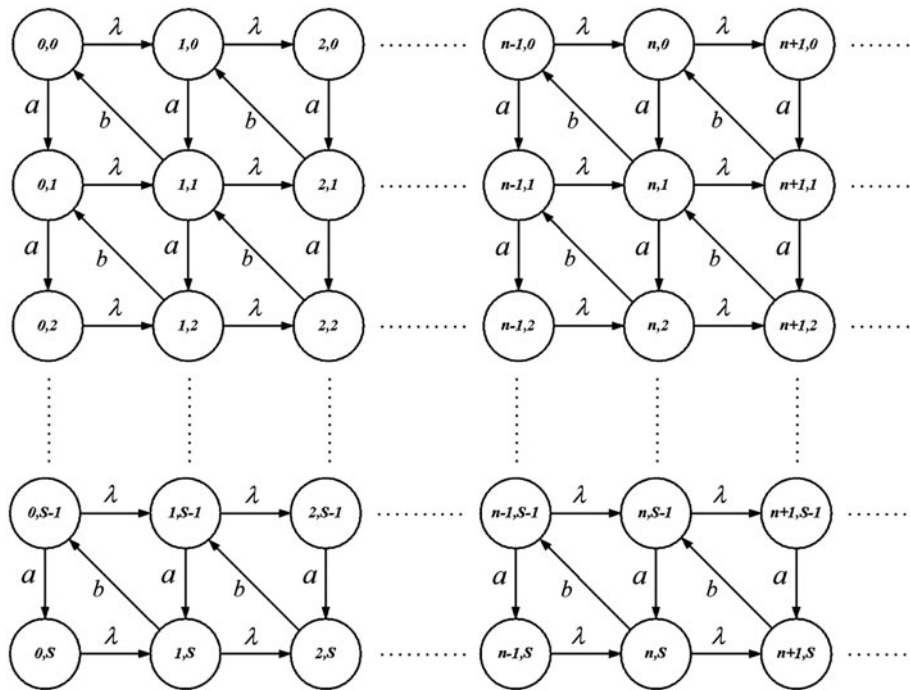 0,0 λ 1,0 λ 2,0 n-1,0 λ n,0 λ n+1,0
a b a b a a b a b a
0,1 λ 1,1 λ 2,1 n-1,1 λ n,1 λ n+1,1
a b a b a a b a b a
0,2 λ 1,2 λ 2,2 n-1,2 λ n,2 λ n+1,2
0,S-1 λ 1,S-1 λ 2,S-1 n-1,S-1 λ n,S-1 λ n+1,S-1
a b a b a a b a b a
0,S λ 1,S λ 2,S n-1,S λ n,S λ n+1,S